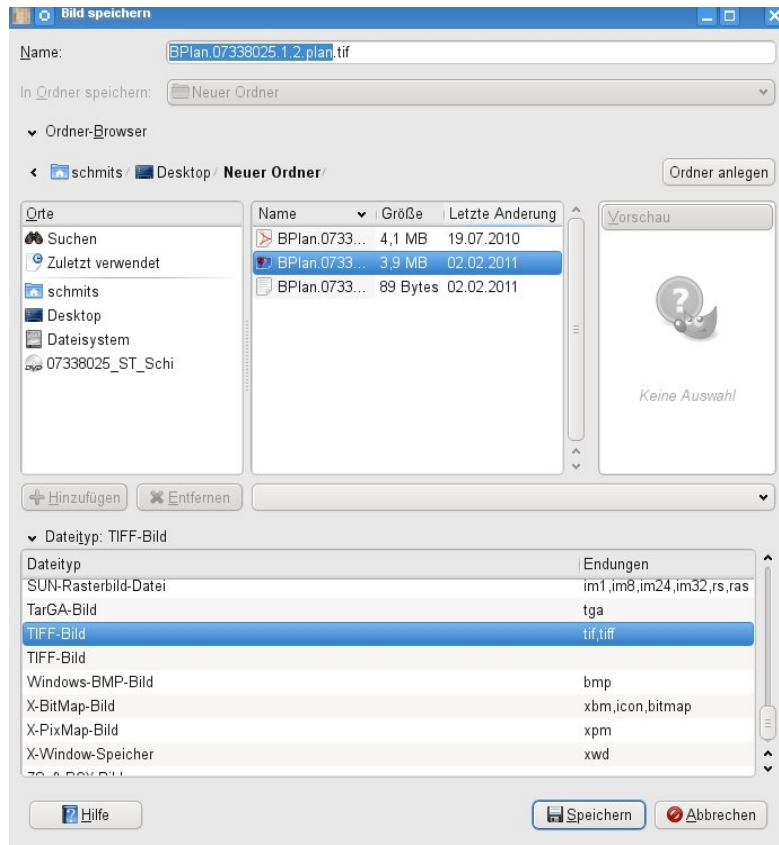 Bild speichern
Name: BPlan.07338025.1.2.plan.tif
In Ordner speichern: Neuer Ordner
Ordner-Browser
schmits / Desktop / Neuer Ordner /
Ordner anlegen
Orte
Suchen
Zuletzt verwendet
schmits
Desktop
Dateisystem
07338025_ST_Schi
Name Größe Letzte Änderung
BPlan.0733... 4,1 MB 19.07.2010
BPlan.0733... 3,9 MB 02.02.2011
BPlan.0733... 89 Bytes 02.02.2011
Vorschau
Keine Auswahl
Hinzufügen Entfernen
Dateityp: TIFF-Bild
Dateityp Endungen
SUN-Rasterbild-Datei im1,im8,im24,im32,rs,ras
TarGA-Bild tga
TIFF-Bild tif,tiff
TIFF-Bild
Windows-BMP-Bild bmp
X-BitMap-Bild xbm,icon,bitmap
X-PixMap-Bild xpm
X-Window-Speicher xwd
Hilfe Speichern Abbrechen